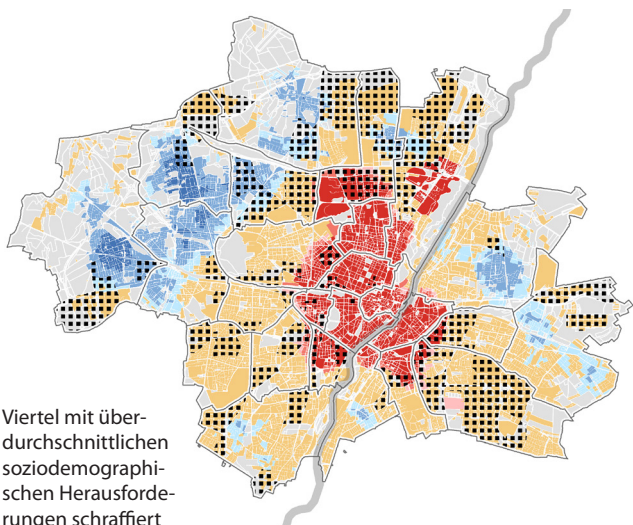 Viertel mit über-
durchschnittlichen
soziodemographi-
schen Herausforde-
rungen schraffiert